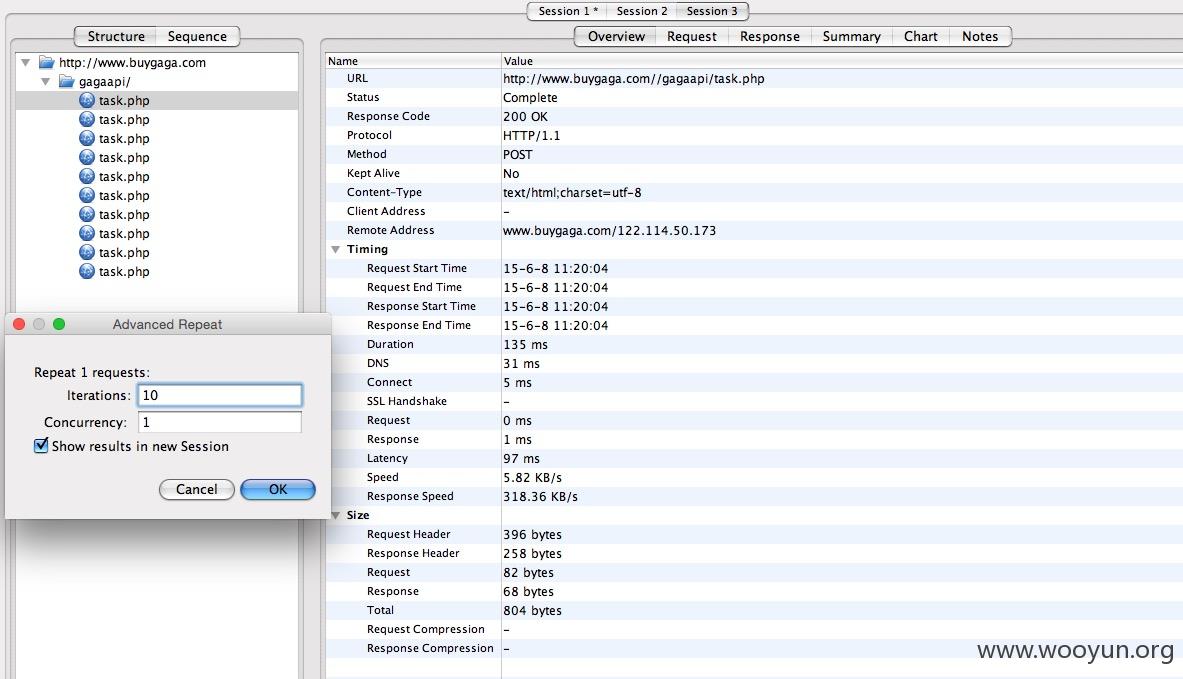 Session 1 * Session 2 Session 3
Structure Sequence
Overview Request Response Summary Chart Notes
http://www.buygaga.com
gagaapi/
task.php
task.php
task.php
task.php
task.php
task.php
task.php
task.php
task.php
task.php
Name Value
URL http://www.buygaga.com//gagaapi/task.php
Status Complete
Response Code 200 OK
Protocol HTTP/1.1
Method POST
Kept Alive No
Content-Type text/html;charset=utf-8
Client Address –
Remote Address www.buygaga.com/122.114.50.173
Timing
Request Start Time 15-6-8 11:20:04
Request End Time 15-6-8 11:20:04
Response Start Time 15-6-8 11:20:04
Response End Time 15-6-8 11:20:04
Duration 135 ms
DNS 31 ms
Connect 5 ms
SSL Handshake –
Request 0 ms
Response 1 ms
Latency 97 ms
Speed 5.82 KB/s
Response Speed 318.36 KB/s
Size
Request Header 396 bytes
Response Header 258 bytes
Request 82 bytes
Response 68 bytes
Total 804 bytes
Request Compression –
Response Compression –
Advanced Repeat
Repeat 1 requests:
Iterations: 10
Concurrency: 1
Show results in new Session
Cancel OK
www.wooyun.org